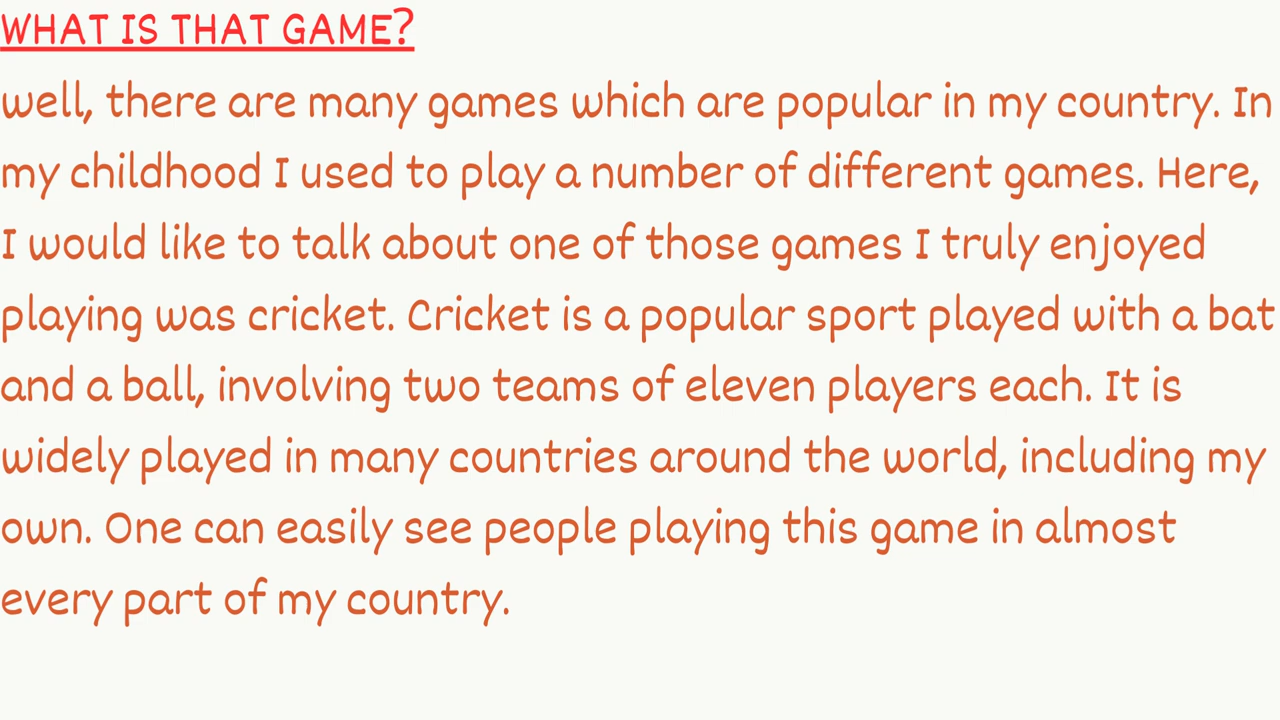 WHAT IS THAT GAME?
well, there are many games which are popular in my country. In
my childhood I used to play a number of different games. Here,
I would like to talk about one of those games I truly enjoyed
playing was cricket. Cricket is a popular sport played with a bat
and a ball, involving two teams of eleven players each. It is
widely played in many countries around the world, including my
own. One can easily see people playing this game in almost
every part of my country.